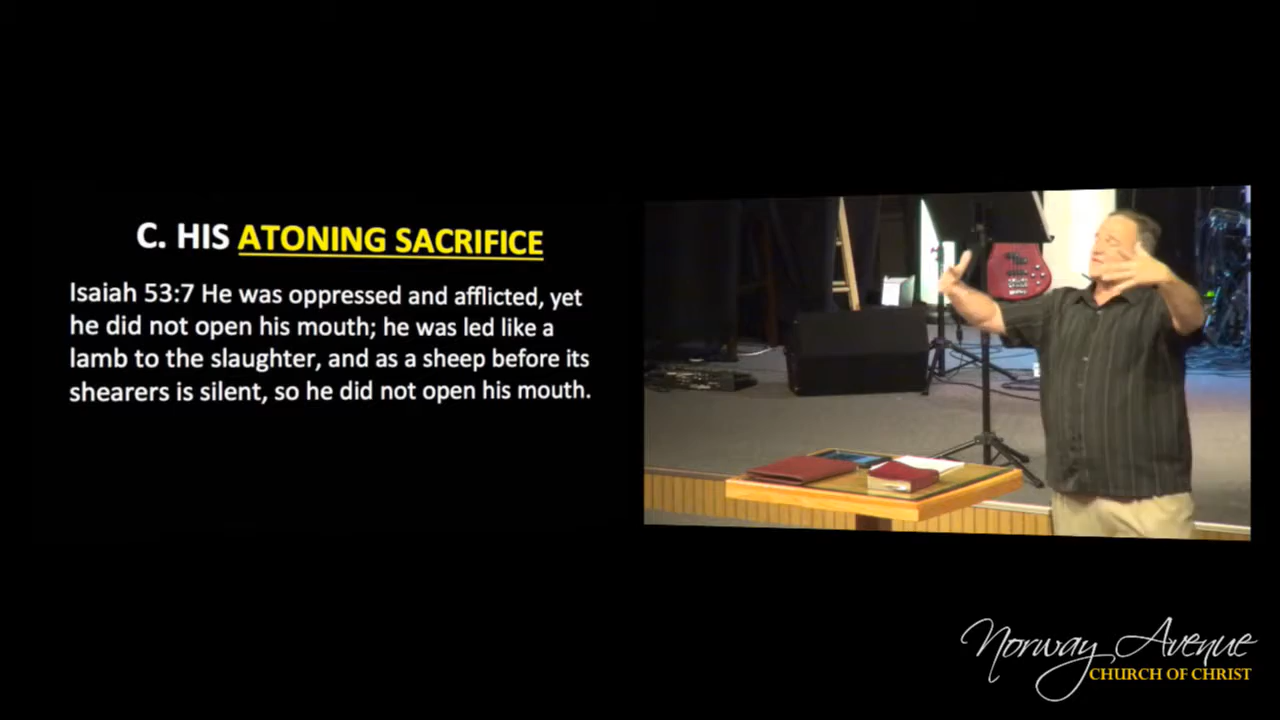 C. HIS ATONING SACRIFICE
Isaiah 53:7 He was oppressed and afflicted, yet
he did not open his mouth; he was led like a
lamb to the slaughter, and as a sheep before its
shearers is silent, so he did not open his mouth.
Norway Avenue
CHURCH OF CHRIST